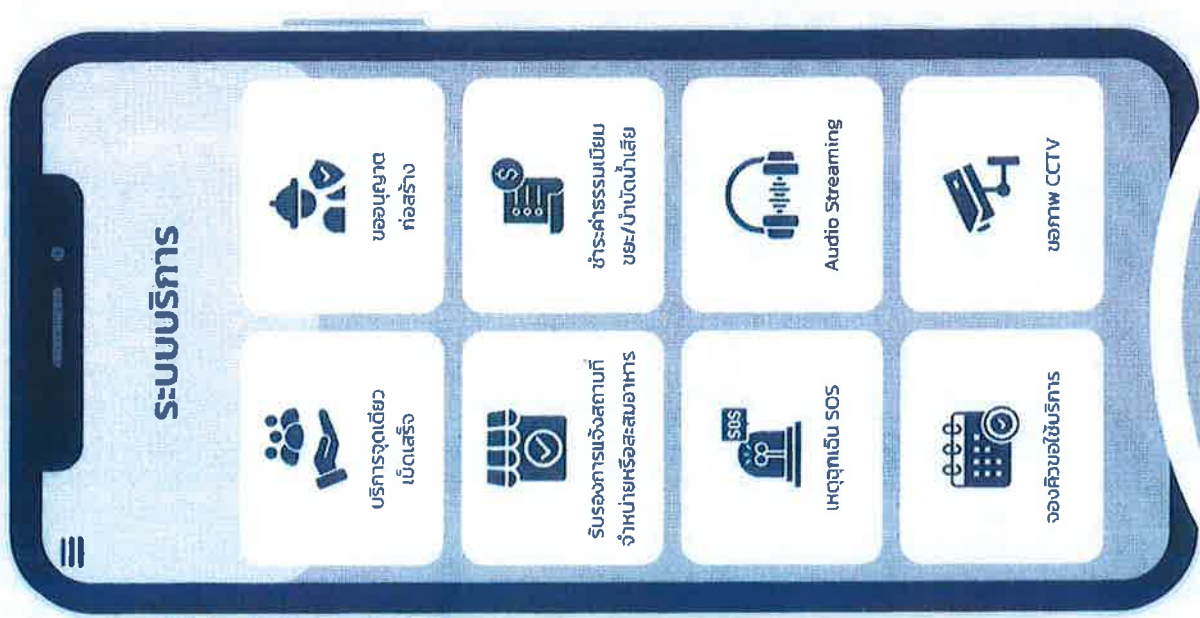 ระบบบริการ
บริการจุดเดียว
เบ็ดเสร็จ
ขออนุญาต
ก่อสร้าง
รับรองการแจ้งสถานที่
จำหน่ายหรือสะสมอาหาร
ชำระค่าธรรมเนียม
ขยะ/บำบัดน้ำเสีย
SOS
เหตุฉุกเฉิน SOS
Audio Streaming
จองคิวขอใช้บริการ
ขอภาพ CCTV